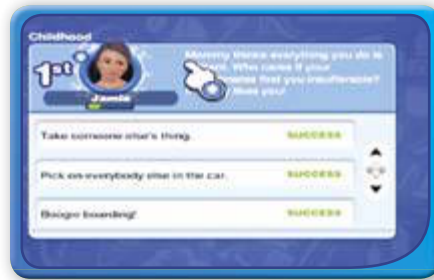 Childhood
1st
Mommy thinks everything you do is
Who cares if your
find you insufferable?
you!
Jamie
Take someone else's thing.
SUCCESS
Pick on everybody else in the car.
SUCCESS
Boogie boarding!
SUCCESS